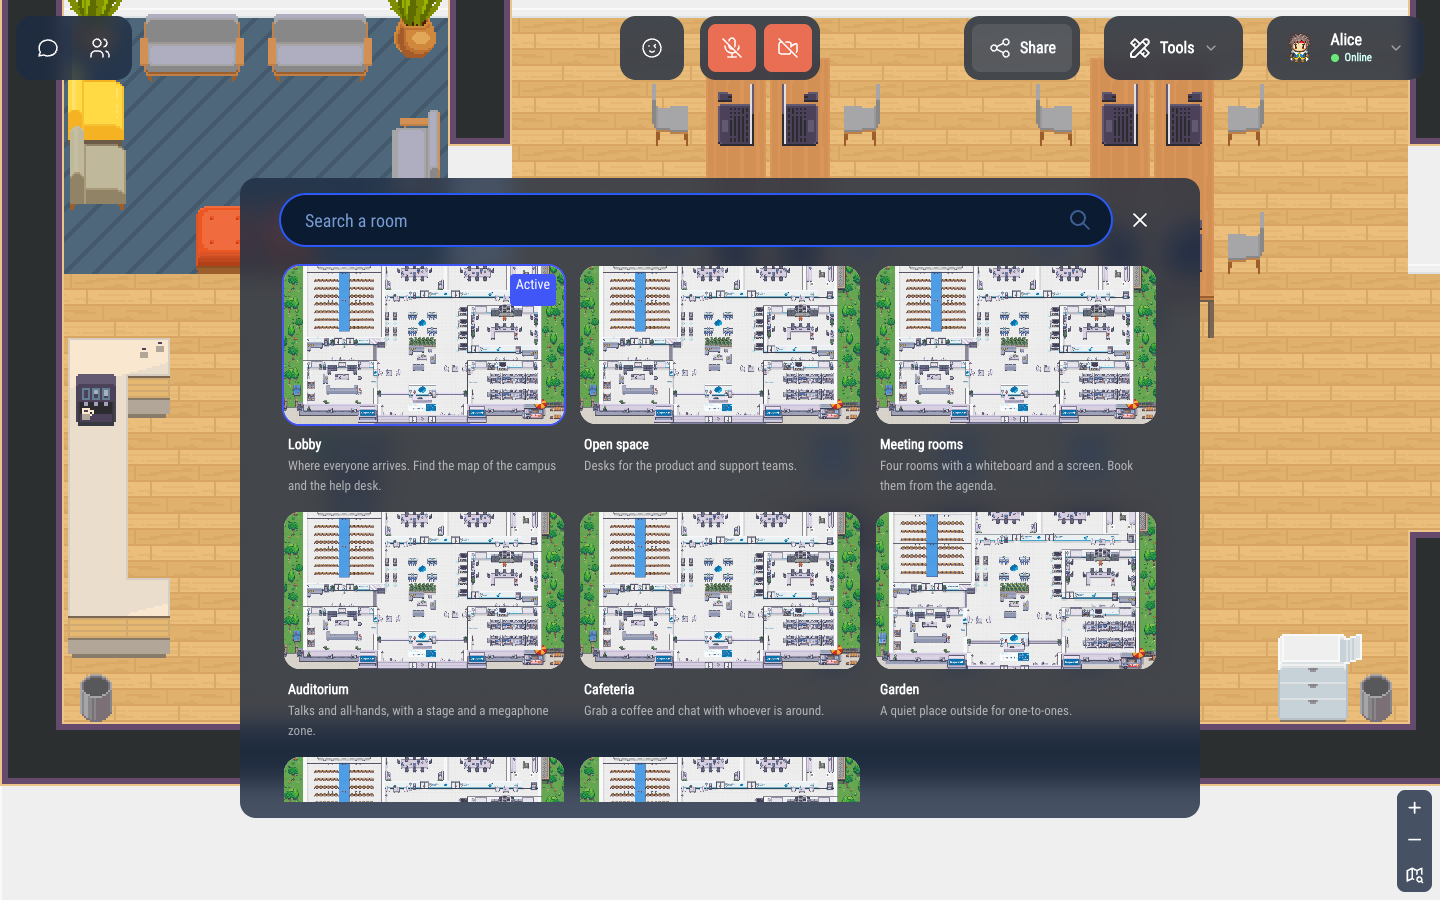 Share
Tools
Alice
Online
Search a room
Active
Lobby
Where everyone arrives. Find the map of the campus
and the help desk.
Open space
Desks for the product and support teams.
Meeting rooms
Four rooms with a whiteboard and a screen. Book
them from the agenda.
Auditorium
Talks and all-hands, with a stage and a megaphone
zone.
Cafeteria
Grab a coffee and chat with whoever is around.
Garden
A quiet place outside for one-to-ones.